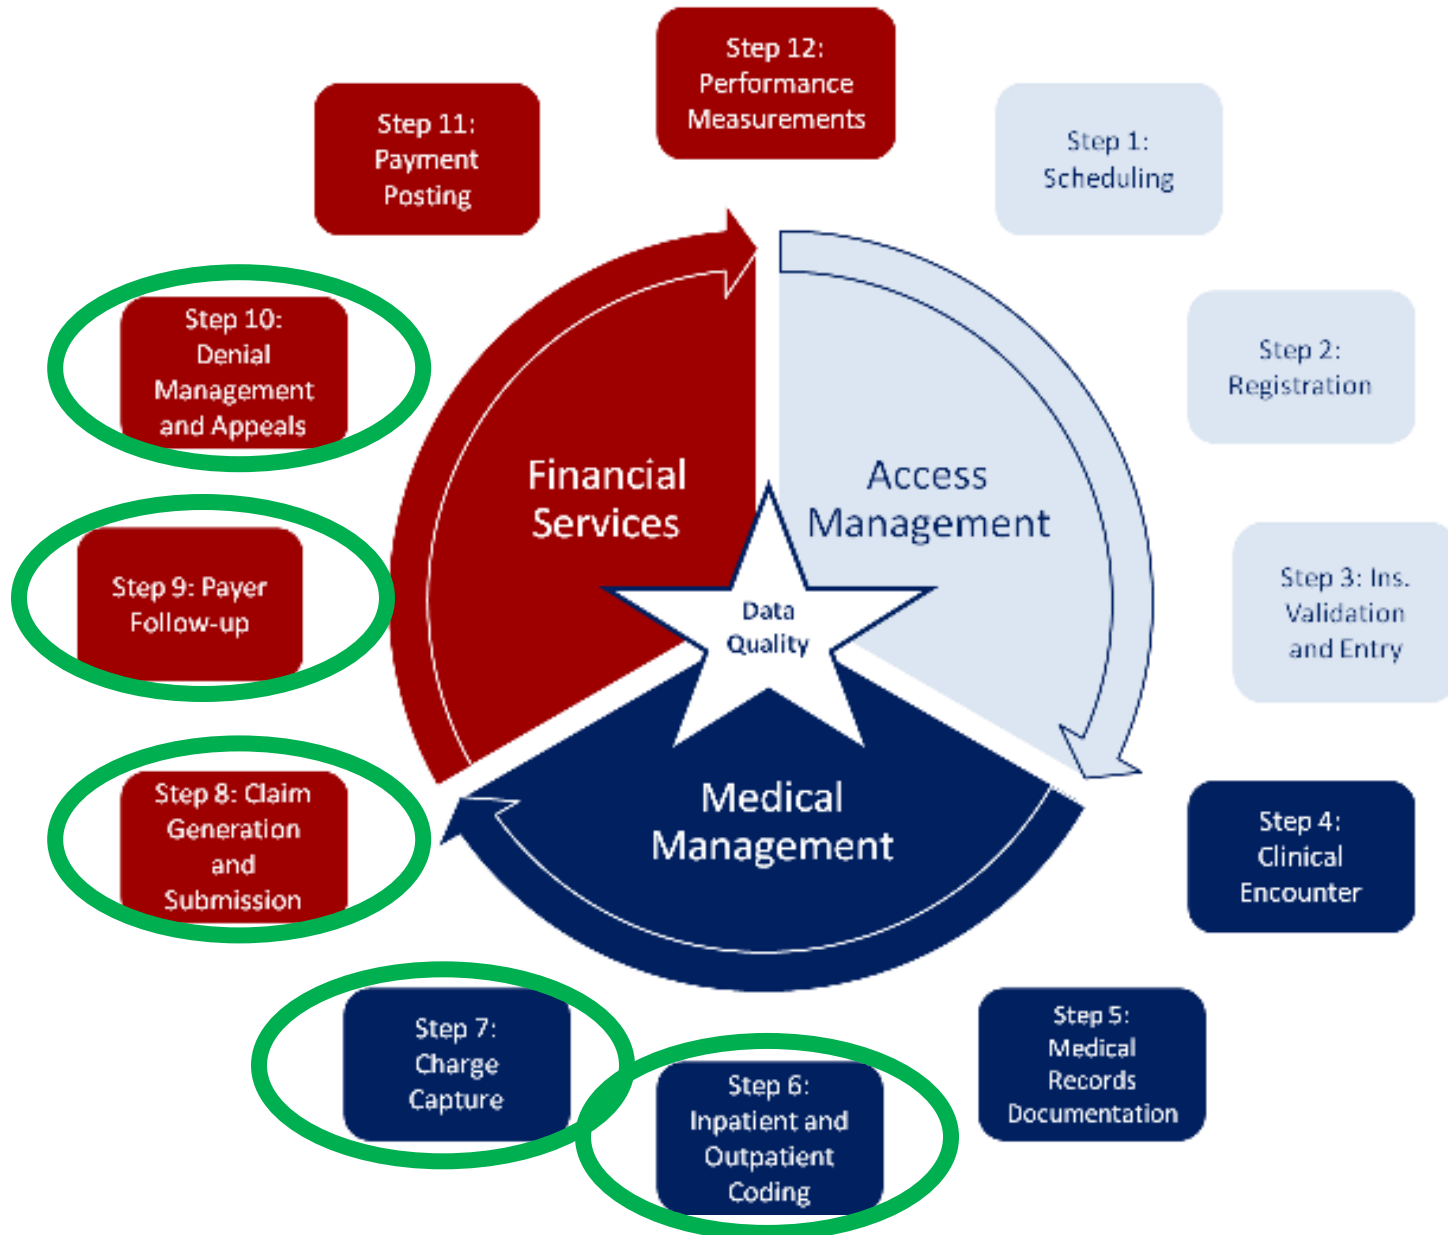 Step 12:
Performance
Measurements
Step 1:
Scheduling
Step 2:
Registration
Step 3: Ins.
Validation
and Entry
Step 4:
Clinical
Encounter
Step 5:
Medical
Records
Documentation
Step 6:
Inpatient and
Outpatient
Coding
Step 7:
Charge
Capture
Step 8: Claim
Generation
and
Submission
Step 9: Payer
Follow-up
Step 10:
Denial
Management
and Appeals
Step 11:
Payment
Posting
Financial
Services
Access
Management
Data
Quality
Medical
Management